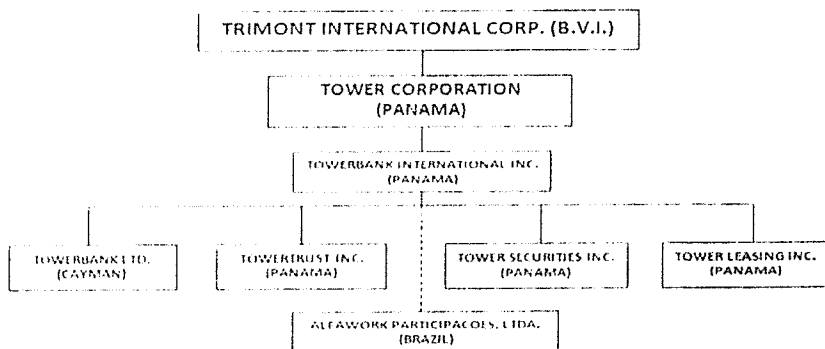 TRIMONT INTERNATIONAL CORP. (B.V.I.)
TOWER CORPORATION
(PANAMA)
TOWERBANK INTERNATIONAL INC.
(PANAMA)
TOWERBANK LTD.
(CAYMAN)
TOWERTRUST INC.
(PANAMA)
TOWER SECURITIES INC.
(PANAMA)
TOWER LEASING INC.
(PANAMA)
ALFAWORK PARTICIPACOES, LTDA.
(BRAZIL)